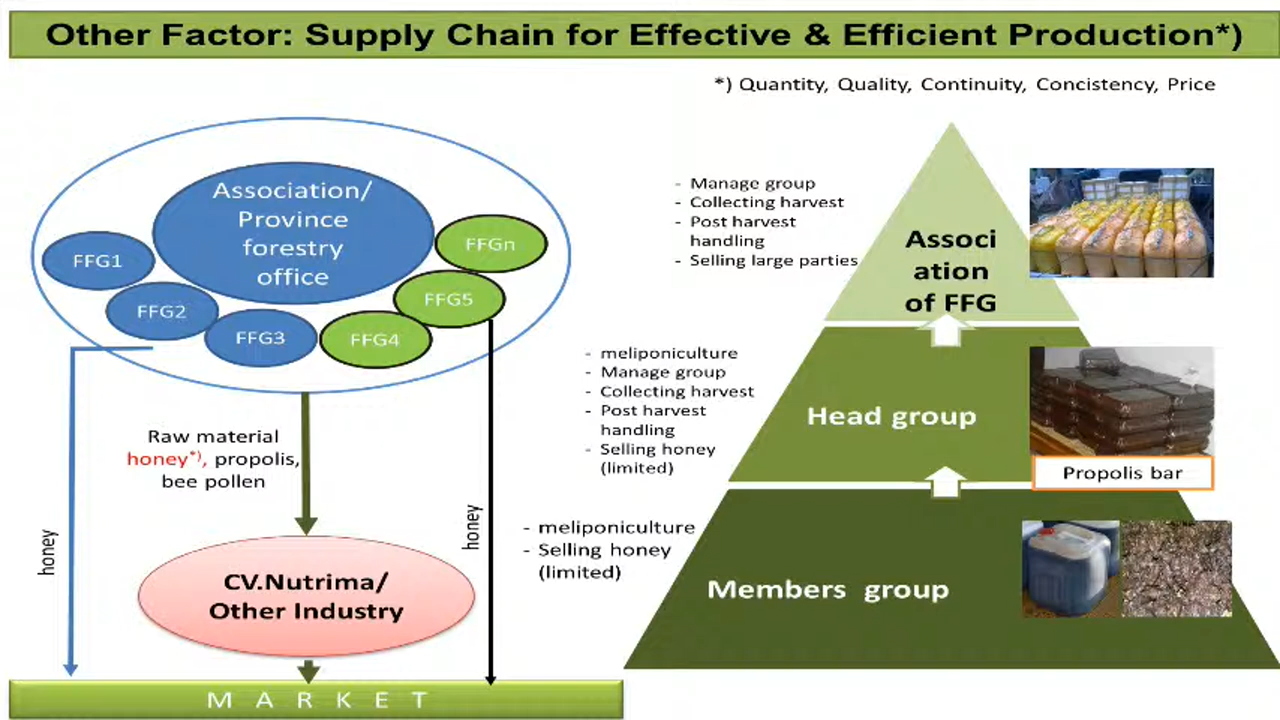 Other Factor: Supply Chain for Effective & Efficient Production*)
*) Quantity, Quality, Continuity, Concistency, Price
Association/
Province
forestry
office
FFG1
FFG2
FFG3
FFG4
FFG5
FFGn
Raw material
honey*), propolis,
bee pollen
honey
honey
CV.Nutrima/
Other Industry
M A R K E T
- Manage group
- Collecting harvest
- Post harvest
handling
- Selling large parties
Associ
ation
of FFG
- meliponiculture
- Manage group
- Collecting harvest
- Post harvest
handling
- Selling honey
(limited)
Head group
Propolis bar
- meliponiculture
- Selling honey
(limited)
Members group